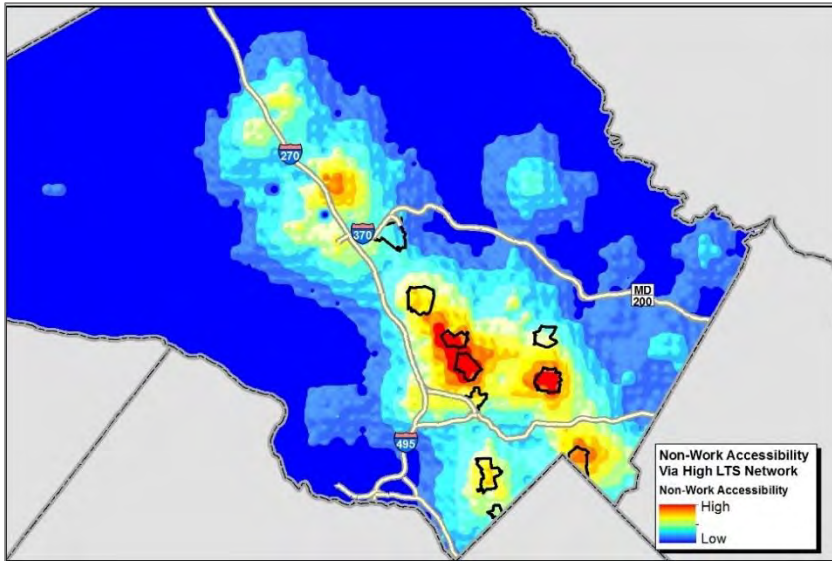 270
370
MD
200
495
Non-Work Accessibility
Via High LTS Network
Non-Work Accessibility
High
Low